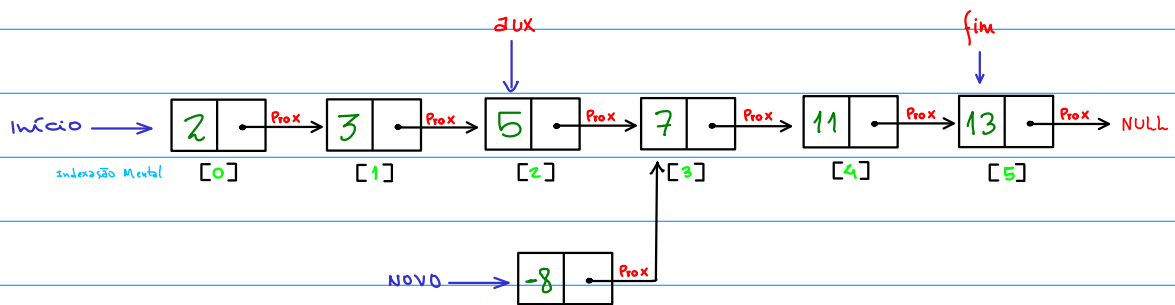 aux fim
Início 2 Prox 3 Prox 5 Prox 7 Prox 11 Prox 13 Prox NULL
Indexação Mental [0] [1] [2] [3] [4] [5]
NOVO -8 Prox